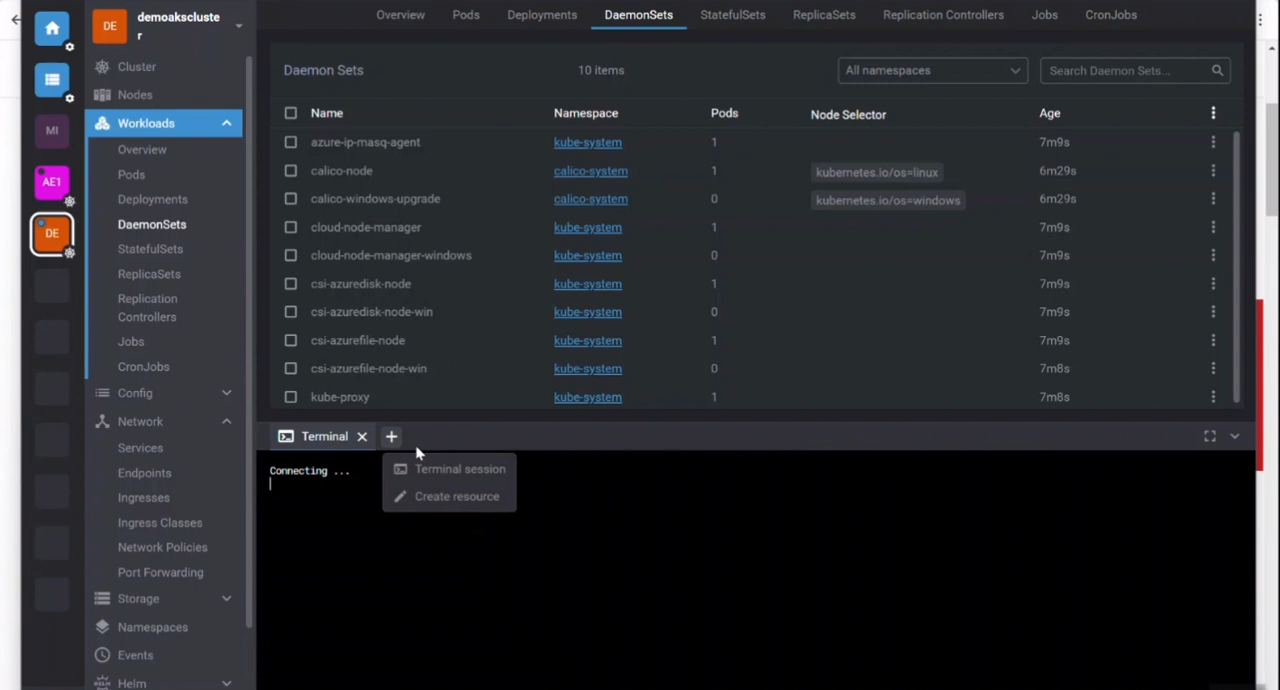 DE
demoakscluste
r
MI
AE1
DE
Cluster
Nodes
Workloads
Overview
Pods
Deployments
DaemonSets
StatefulSets
ReplicaSets
Replication
Controllers
Jobs
CronJobs
Config
Network
Services
Endpoints
Ingresses
Ingress Classes
Network Policies
Port Forwarding
Storage
Namespaces
Events
Helm
Overview Pods Deployments DaemonSets StatefulSets ReplicaSets Replication Controllers Jobs CronJobs
Daemon Sets 10 items All namespaces Search Daemon Sets...
Name Namespace Pods Node Selector Age
azure-ip-masq-agent kube-system 1 7m9s
calico-node calico-system 1 kubernetes.io/os=linux 6m29s
calico-windows-upgrade calico-system 0 kubernetes.io/os=windows 6m29s
cloud-node-manager kube-system 1 7m9s
cloud-node-manager-windows kube-system 0 7m9s
csi-azuredisk-node kube-system 1 7m9s
csi-azuredisk-node-win kube-system 0 7m9s
csi-azurefile-node kube-system 1 7m9s
csi-azurefile-node-win kube-system 0 7m8s
kube-proxy kube-system 1 7m8s
Terminal
Connecting ...
Terminal session
Create resource